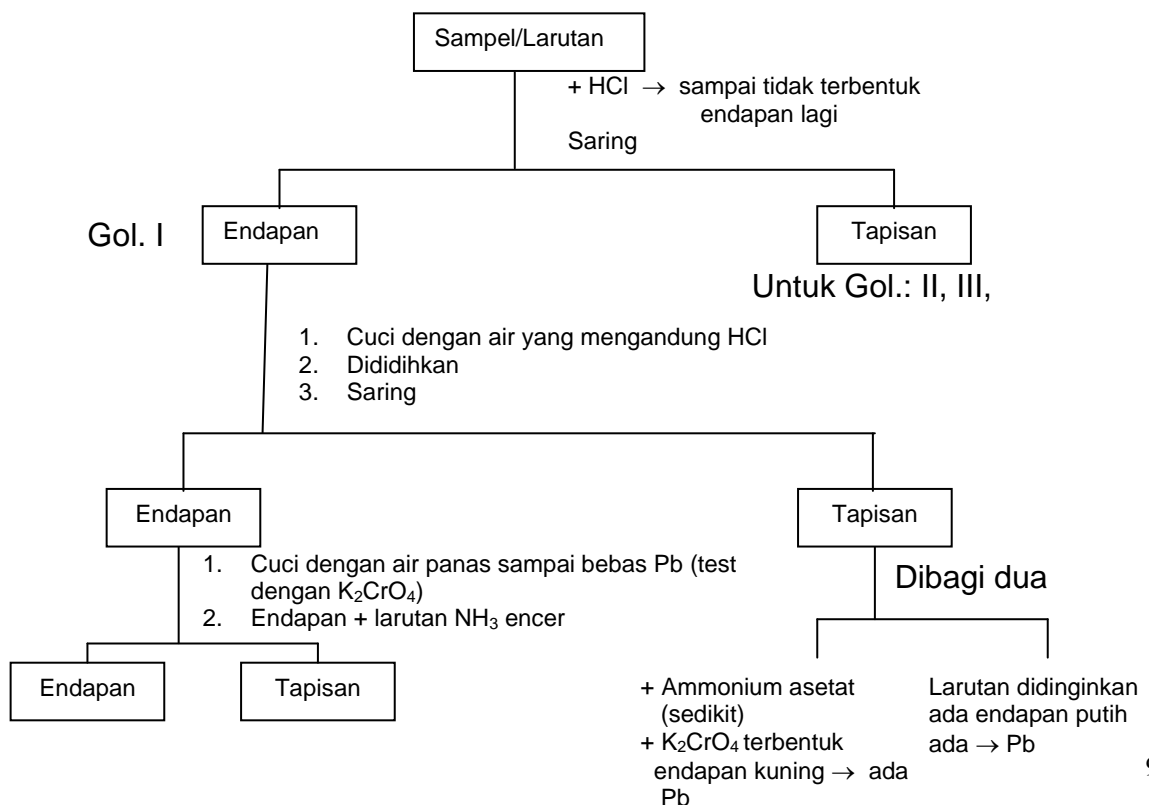 Sampel/Larutan
+ HCl → sampai tidak terbentuk
endapan lagi
Saring
Gol. I
Endapan
Tapisan
Untuk Gol.: II, III,
1. Cuci dengan air yang mengandung HCl
2. Dididihkan
3. Saring
Endapan
Tapisan
1. Cuci dengan air panas sampai bebas Pb (test
dengan K₂CrO₄)
2. Endapan + larutan NH₃ encer
Dibagi dua
Endapan
Tapisan
+ Ammonium asetat
(sedikit)
+ K₂CrO₄ terbentuk
endapan kuning → ada
Pb
Larutan didinginkan
ada endapan putih
ada → Pb